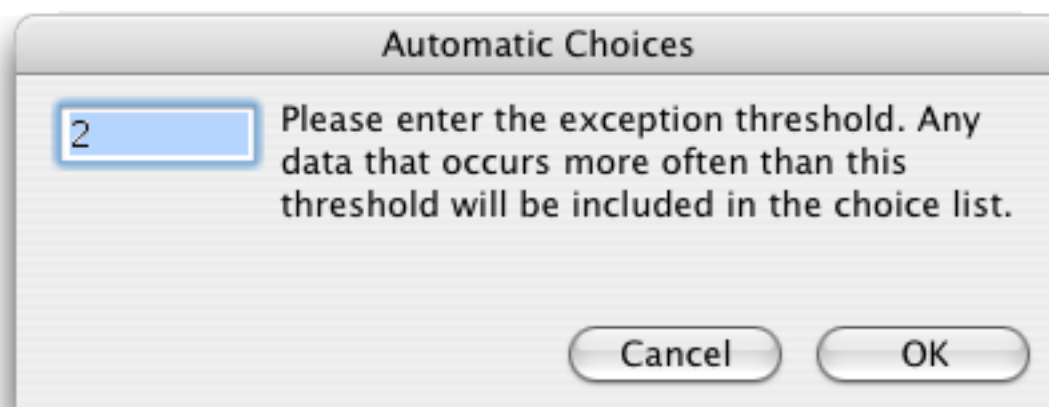 Automatic Choices
2
Please enter the exception threshold. Any
data that occurs more often than this
threshold will be included in the choice list.
Cancel
OK